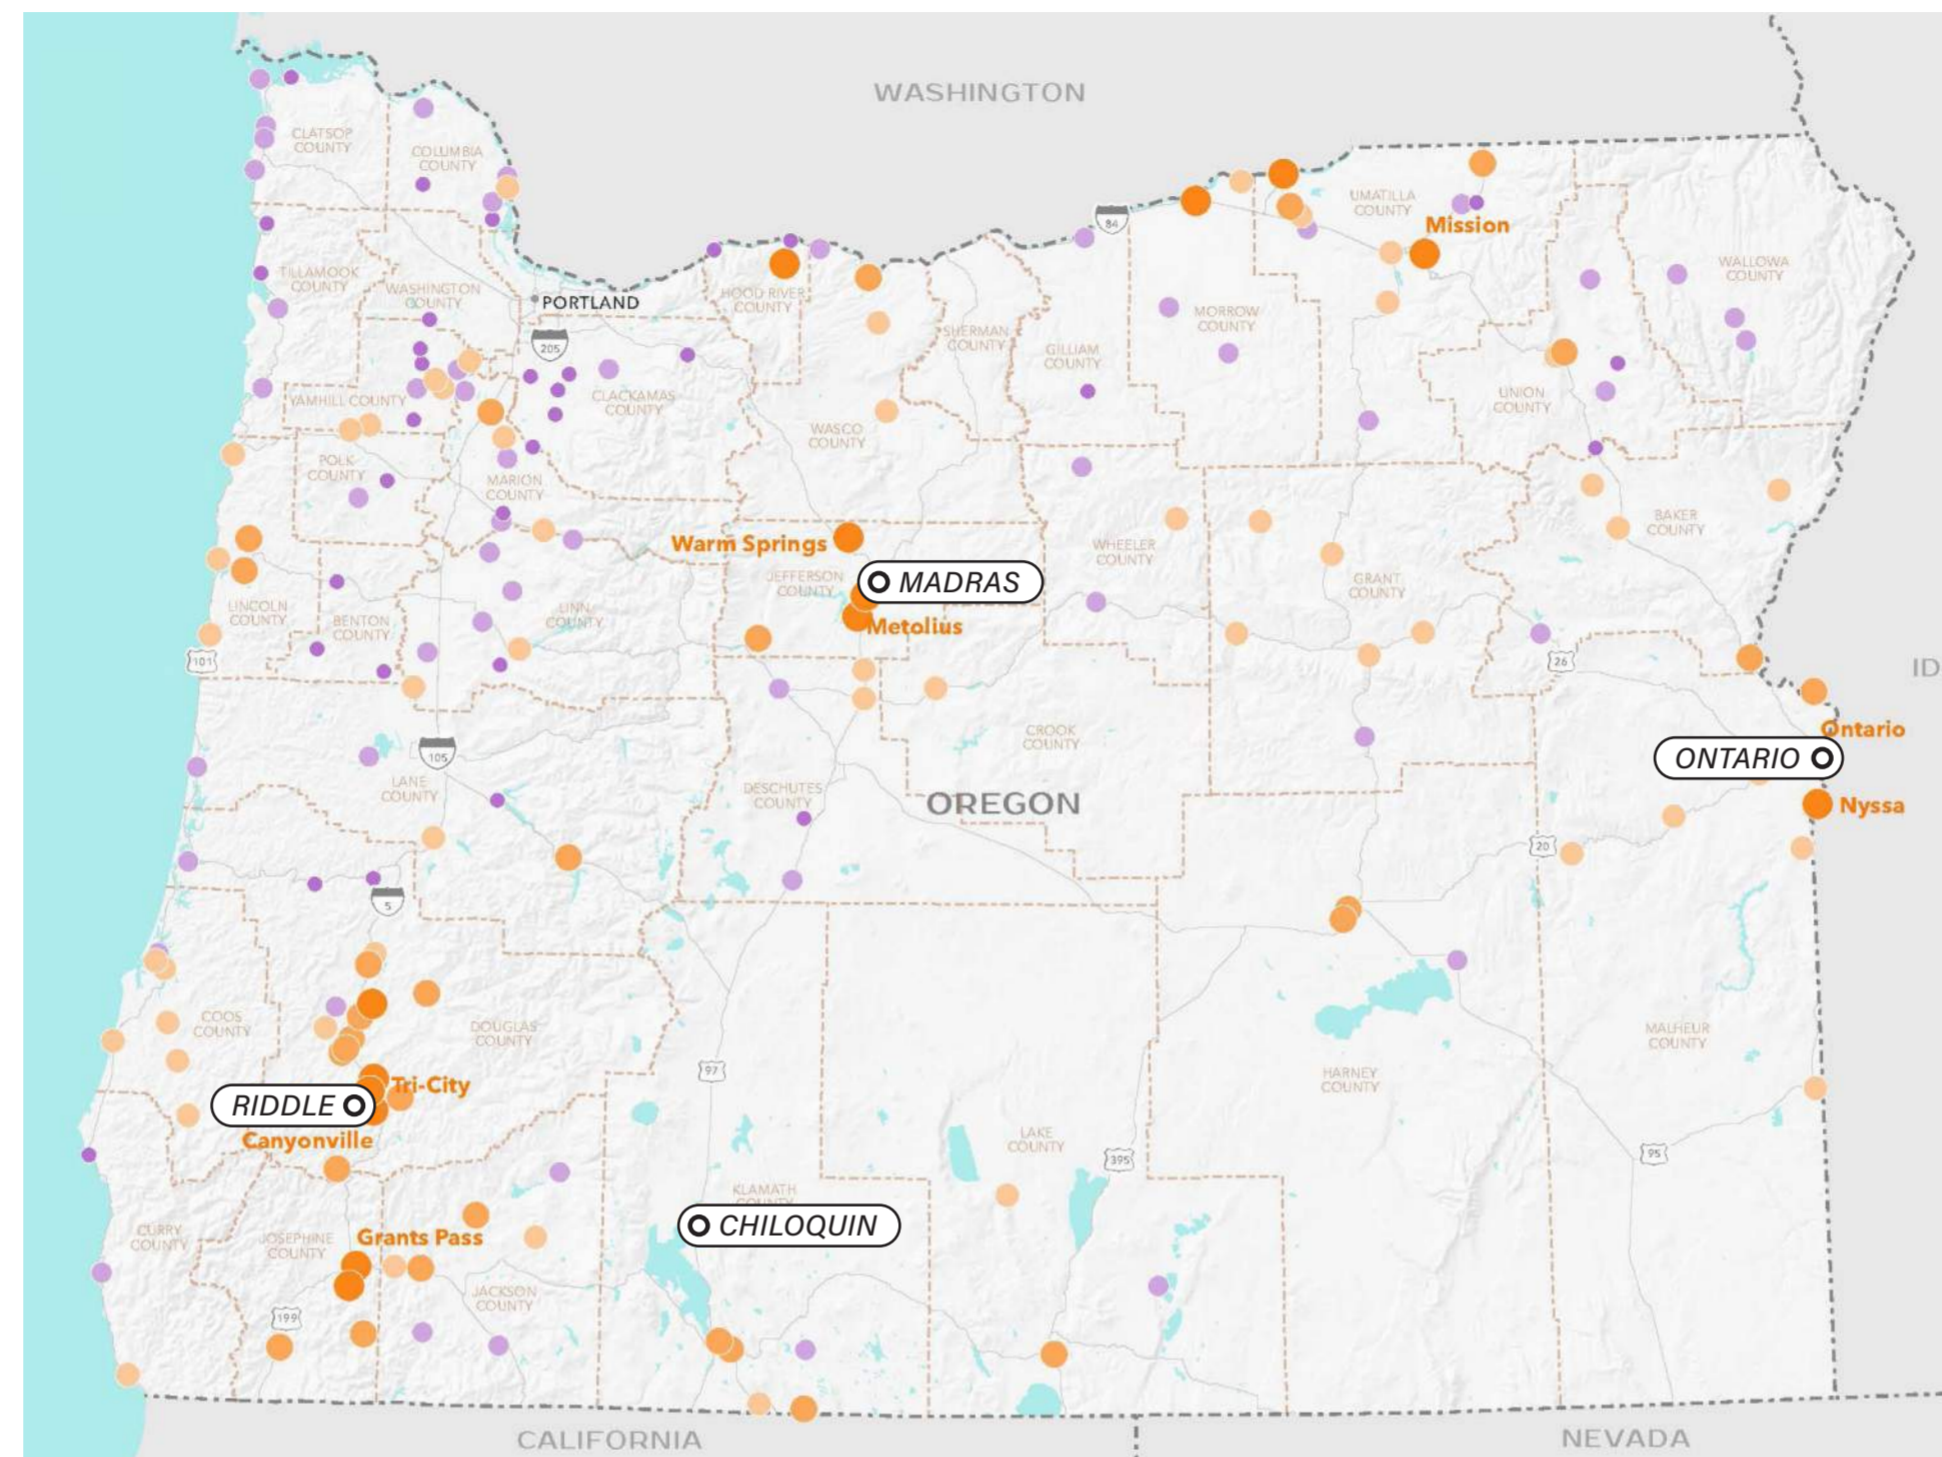 WASHINGTON
CLATSOP
COUNTY
COLUMBIA
COUNTY
84
UMATILLA
COUNTY
Mission
TILLAMOOK
COUNTY
WASHINGTON
COUNTY
PORTLAND
HOOD RIVER
COUNTY
WALLOWA
COUNTY
205
SHERMAN
COUNTY
GILLIAM
COUNTY
MORROW
COUNTY
YAMHILL COUNTY
CLACKAMAS
COUNTY
WASCO
COUNTY
UNION
COUNTY
POLK
COUNTY
MARION
COUNTY
BAKER
COUNTY
Warm Springs
WHEELER
COUNTY
JEFFERSON
COUNTY
MADRAS
GRANT
COUNTY
LINCOLN
COUNTY
BENTON
COUNTY
LINN
COUNTY
Metolius
101
26
ID
CROOK
COUNTY
Ontario
ONTARIO
105
LANE
COUNTY
DESCHUTES
COUNTY
OREGON
Nyssa
20
5
COOS
COUNTY
DOUGLAS
COUNTY
MALHEUR
COUNTY
97
HARNEY
COUNTY
Tri-City
RIDDLE
Canyonville
LAKE
COUNTY
395
95
KLAMATH
COUNTY
CHILOQUIN
CURRY
COUNTY
JOSEPHINE
COUNTY
Grants Pass
JACKSON
COUNTY
199
CALIFORNIA
NEVADA